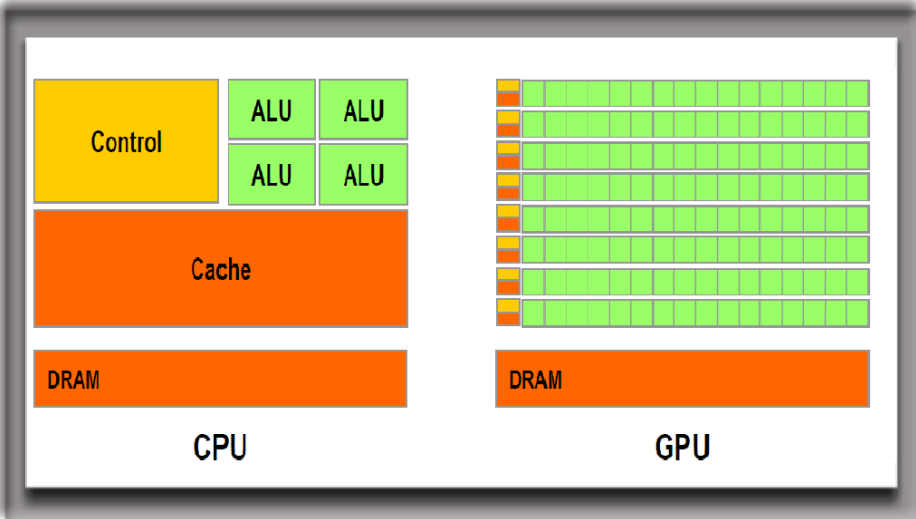 Control
ALU ALU
ALU ALU
Cache
DRAM
CPU
DRAM
GPU